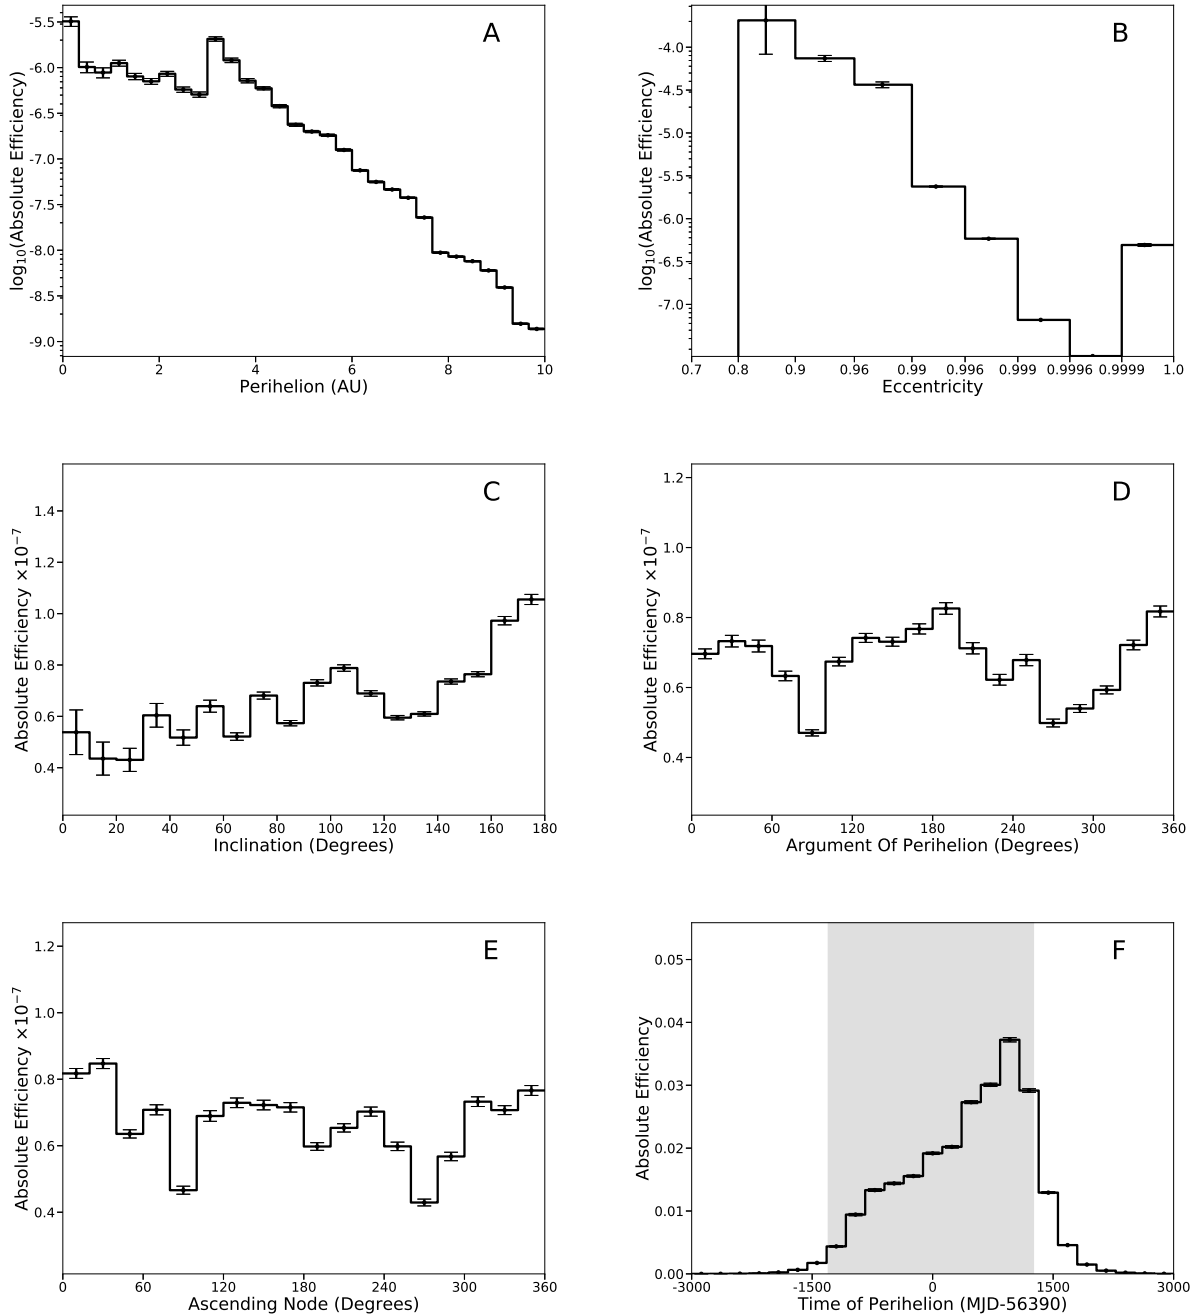 A
log10(Absolute Efficiency)
-5.5
-6.0
-6.5
-7.0
-7.5
-8.0
-8.5
-9.0
0 2 4 6 8 10
Perihelion (AU)
B
log10(Absolute Efficiency)
-4.0
-4.5
-5.0
-5.5
-6.0
-6.5
-7.0
0.7 0.8 0.9 0.96 0.99 0.996 0.999 0.9996 0.9999 1.0
Eccentricity
C
Absolute Efficiency ×10⁻⁷
1.4
1.2
1.0
0.8
0.6
0.4
0 20 40 60 80 100 120 140 160 180
Inclination (Degrees)
D
Absolute Efficiency ×10⁻⁷
1.2
1.0
0.8
0.6
0.4
0 60 120 180 240 300 360
Argument Of Perihelion (Degrees)
E
Absolute Efficiency ×10⁻⁷
1.2
1.0
0.8
0.6
0.4
0 60 120 180 240 300 360
Ascending Node (Degrees)
F
Absolute Efficiency
0.05
0.04
0.03
0.02
0.01
0.00
-3000 -1500 0 1500 3000
Time of Perihelion (MJD-56390)